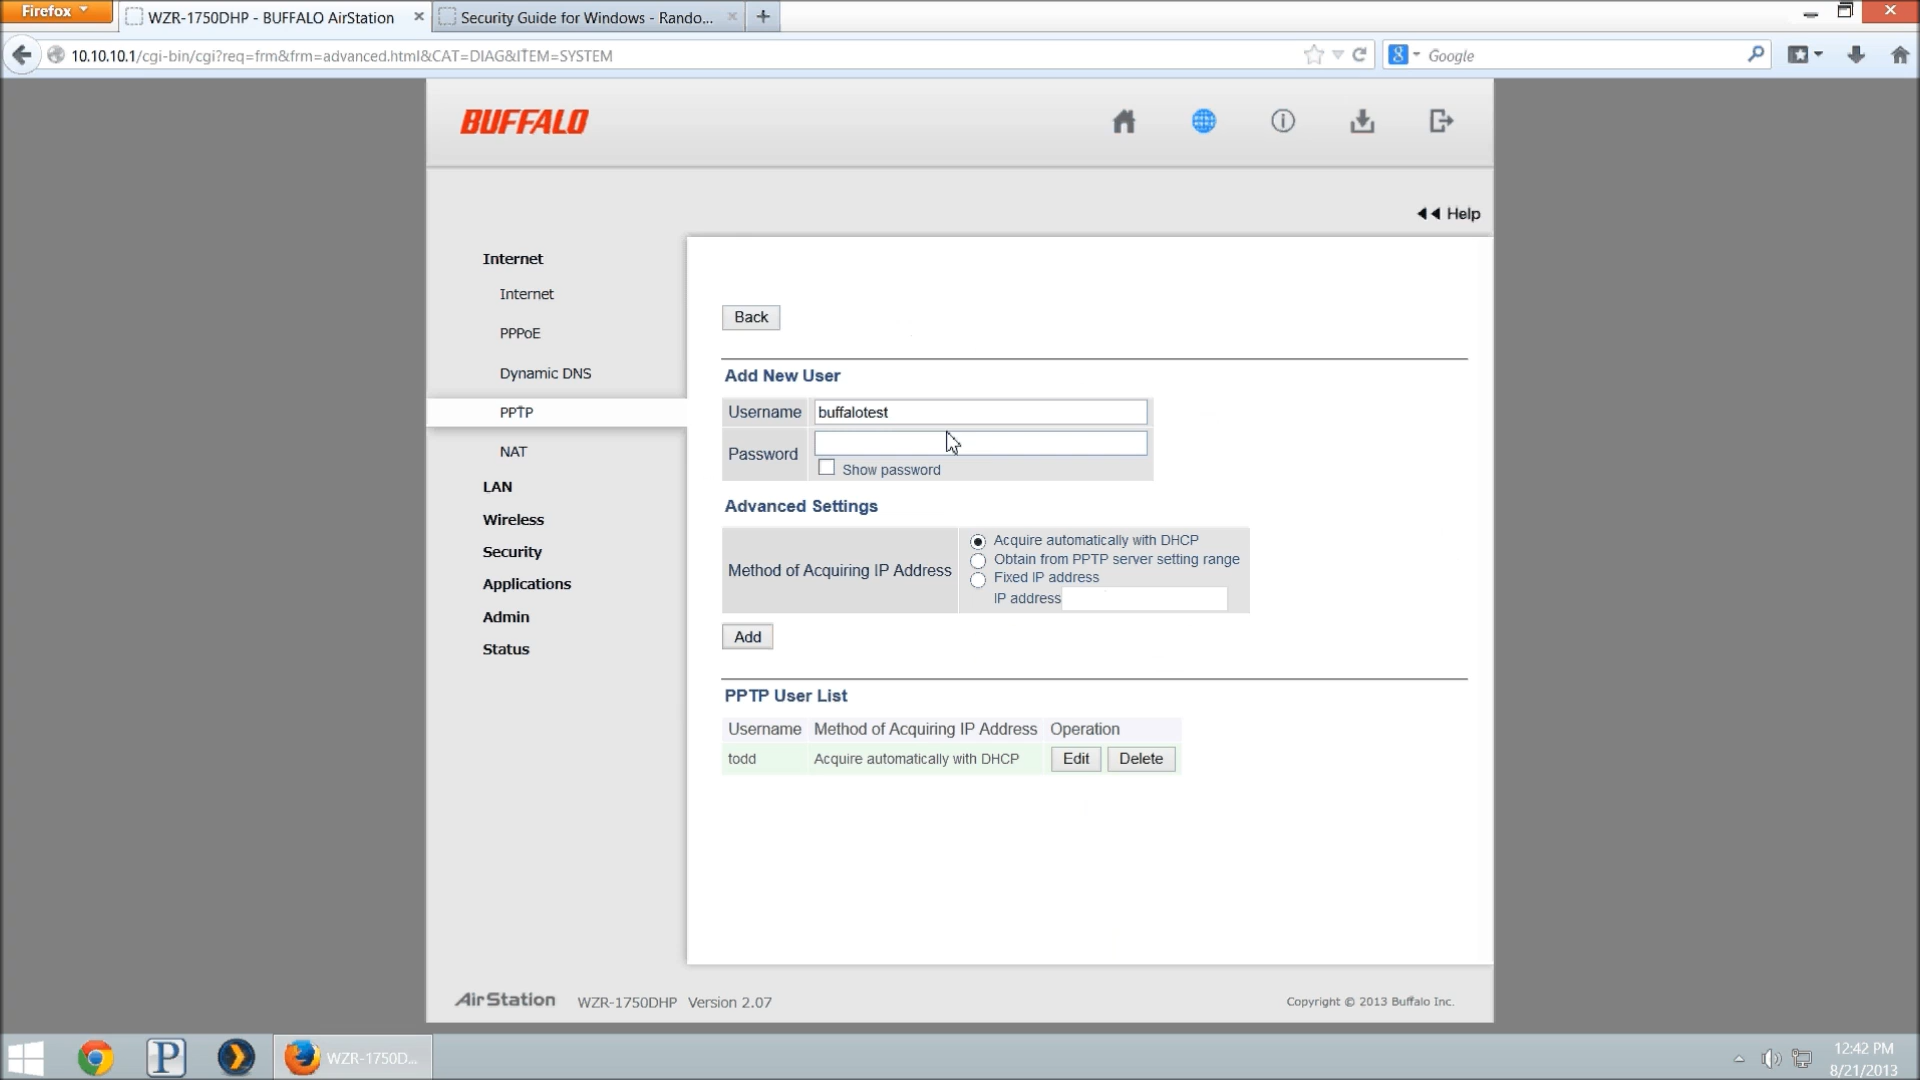 Firefox
WZR-1750DHP - BUFFALO AirStation
Security Guide for Windows - Rando...
10.10.10.1/cgi-bin/cgi?req=frm&frm=advanced.html&CAT=DIAG&ITEM=SYSTEM
8
Google
BUFFALO
Help
Internet
Internet
PPPoE
Dynamic DNS
PPTP
NAT
LAN
Wireless
Security
Applications
Admin
Status
Back
Add New User
Username buffalotest
Password
Show password
Advanced Settings
Method of Acquiring IP Address
Acquire automatically with DHCP
Obtain from PPTP server setting range
Fixed IP address
IP address
Add
PPTP User List
Username Method of Acquiring IP Address Operation
todd Acquire automatically with DHCP Edit Delete
AirStation WZR-1750DHP Version 2.07
Copyright © 2013 Buffalo Inc.
P
WZR-1750D...
12:42 PM
8/21/2013